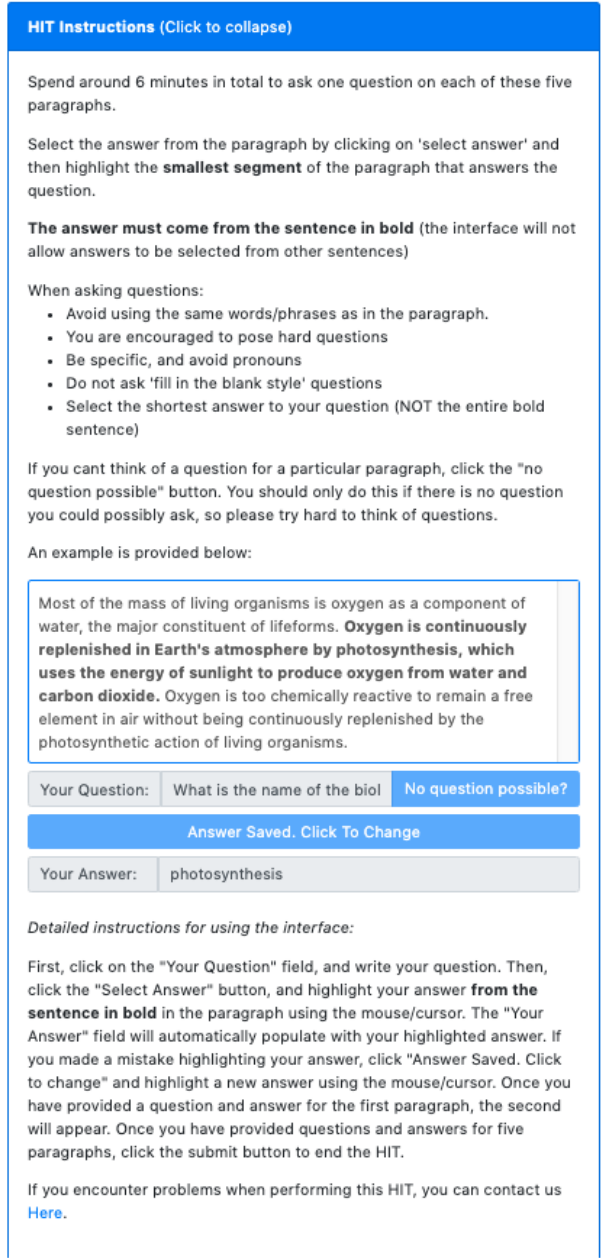 HIT Instructions (Click to collapse)
Spend around 6 minutes in total to ask one question on each of these five
paragraphs.
Select the answer from the paragraph by clicking on 'select answer' and
then highlight the smallest segment of the paragraph that answers the
question.
The answer must come from the sentence in bold (the interface will not
allow answers to be selected from other sentences)
When asking questions:
• Avoid using the same words/phrases as in the paragraph.
• You are encouraged to pose hard questions
• Be specific, and avoid pronouns
• Do not ask 'fill in the blank style' questions
• Select the shortest answer to your question (NOT the entire bold
sentence)
If you cant think of a question for a particular paragraph, click the "no
question possible" button. You should only do this if there is no question
you could possibly ask, so please try hard to think of questions.
An example is provided below:
Most of the mass of living organisms is oxygen as a component of
water, the major constituent of lifeforms. Oxygen is continuously
replenished in Earth's atmosphere by photosynthesis, which
uses the energy of sunlight to produce oxygen from water and
carbon dioxide. Oxygen is too chemically reactive to remain a free
element in air without being continuously replenished by the
photosynthetic action of living organisms.
Your Question: What is the name of the biol No question possible?
Answer Saved. Click To Change
Your Answer: photosynthesis
Detailed instructions for using the interface:
First, click on the "Your Question" field, and write your question. Then,
click the "Select Answer" button, and highlight your answer from the
sentence in bold in the paragraph using the mouse/cursor. The "Your
Answer" field will automatically populate with your highlighted answer. If
you made a mistake highlighting your answer, click "Answer Saved. Click
to change" and highlight a new answer using the mouse/cursor. Once you
have provided a question and answer for the first paragraph, the second
will appear. Once you have provided questions and answers for five
paragraphs, click the submit button to end the HIT.
If you encounter problems when performing this HIT, you can contact us
Here.